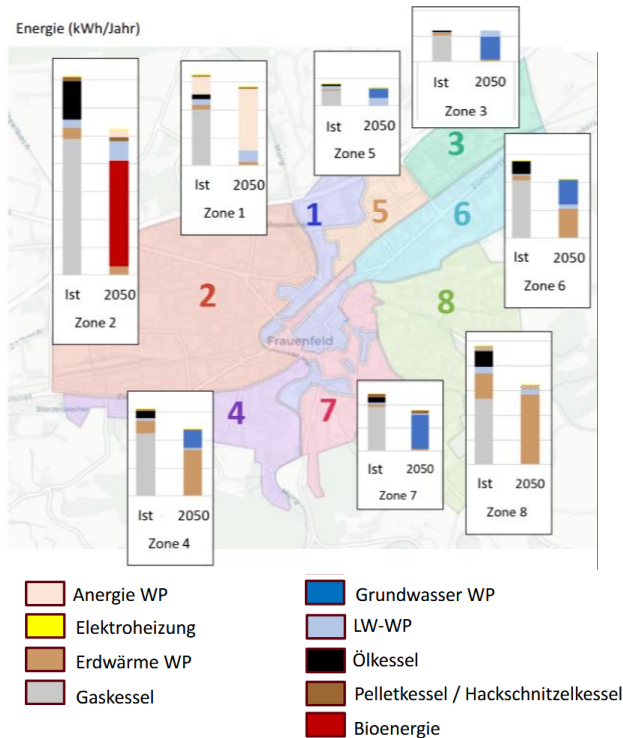 Energie (kWh/Jahr)
Ist 2050
Zone 3
Ist 2050
Zone 5
Ist 2050
Zone 1
Ist 2050
Zone 2
Ist 2050
Zone 6
3
1
5
6
2
8
Frauenfeld
4
7
Ist 2050
Zone 4
Ist 2050
Zone 7
Ist 2050
Zone 8
Anergie WP
Elektroheizung
Erdwärme WP
Gaskessel
Grundwasser WP
LW-WP
Ölkessel
Pelletkessel / Hackschnitzelkessel
Bioenergie